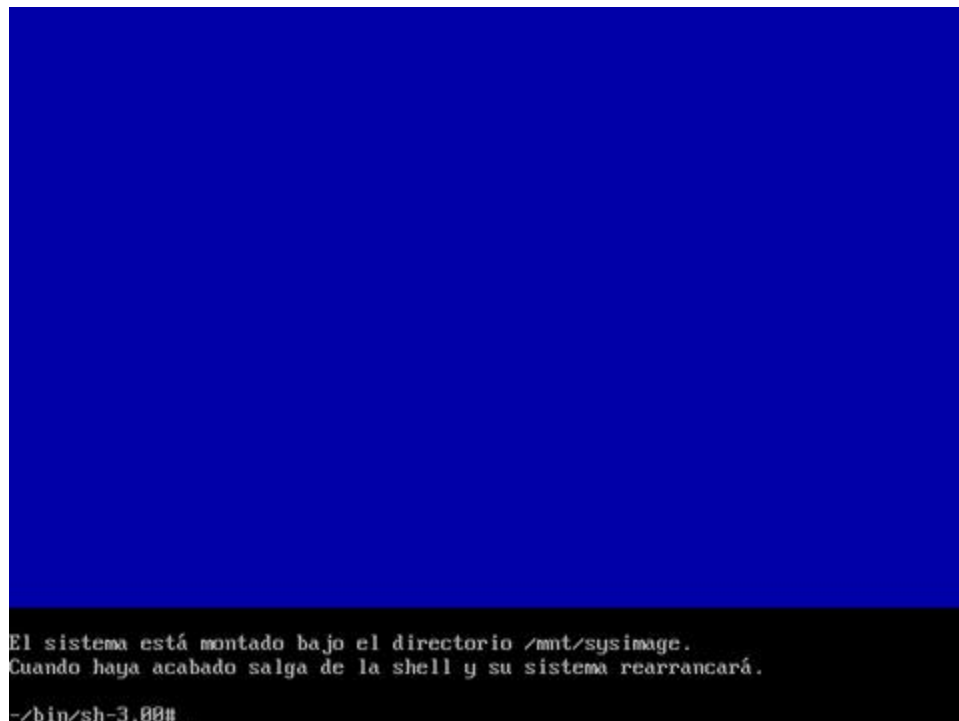 El sistema está montado bajo el directorio /mnt/sysimage.
Cuando haya acabado salga de la shell y su sistema rearrancará.
-/bin/sh-3.00#